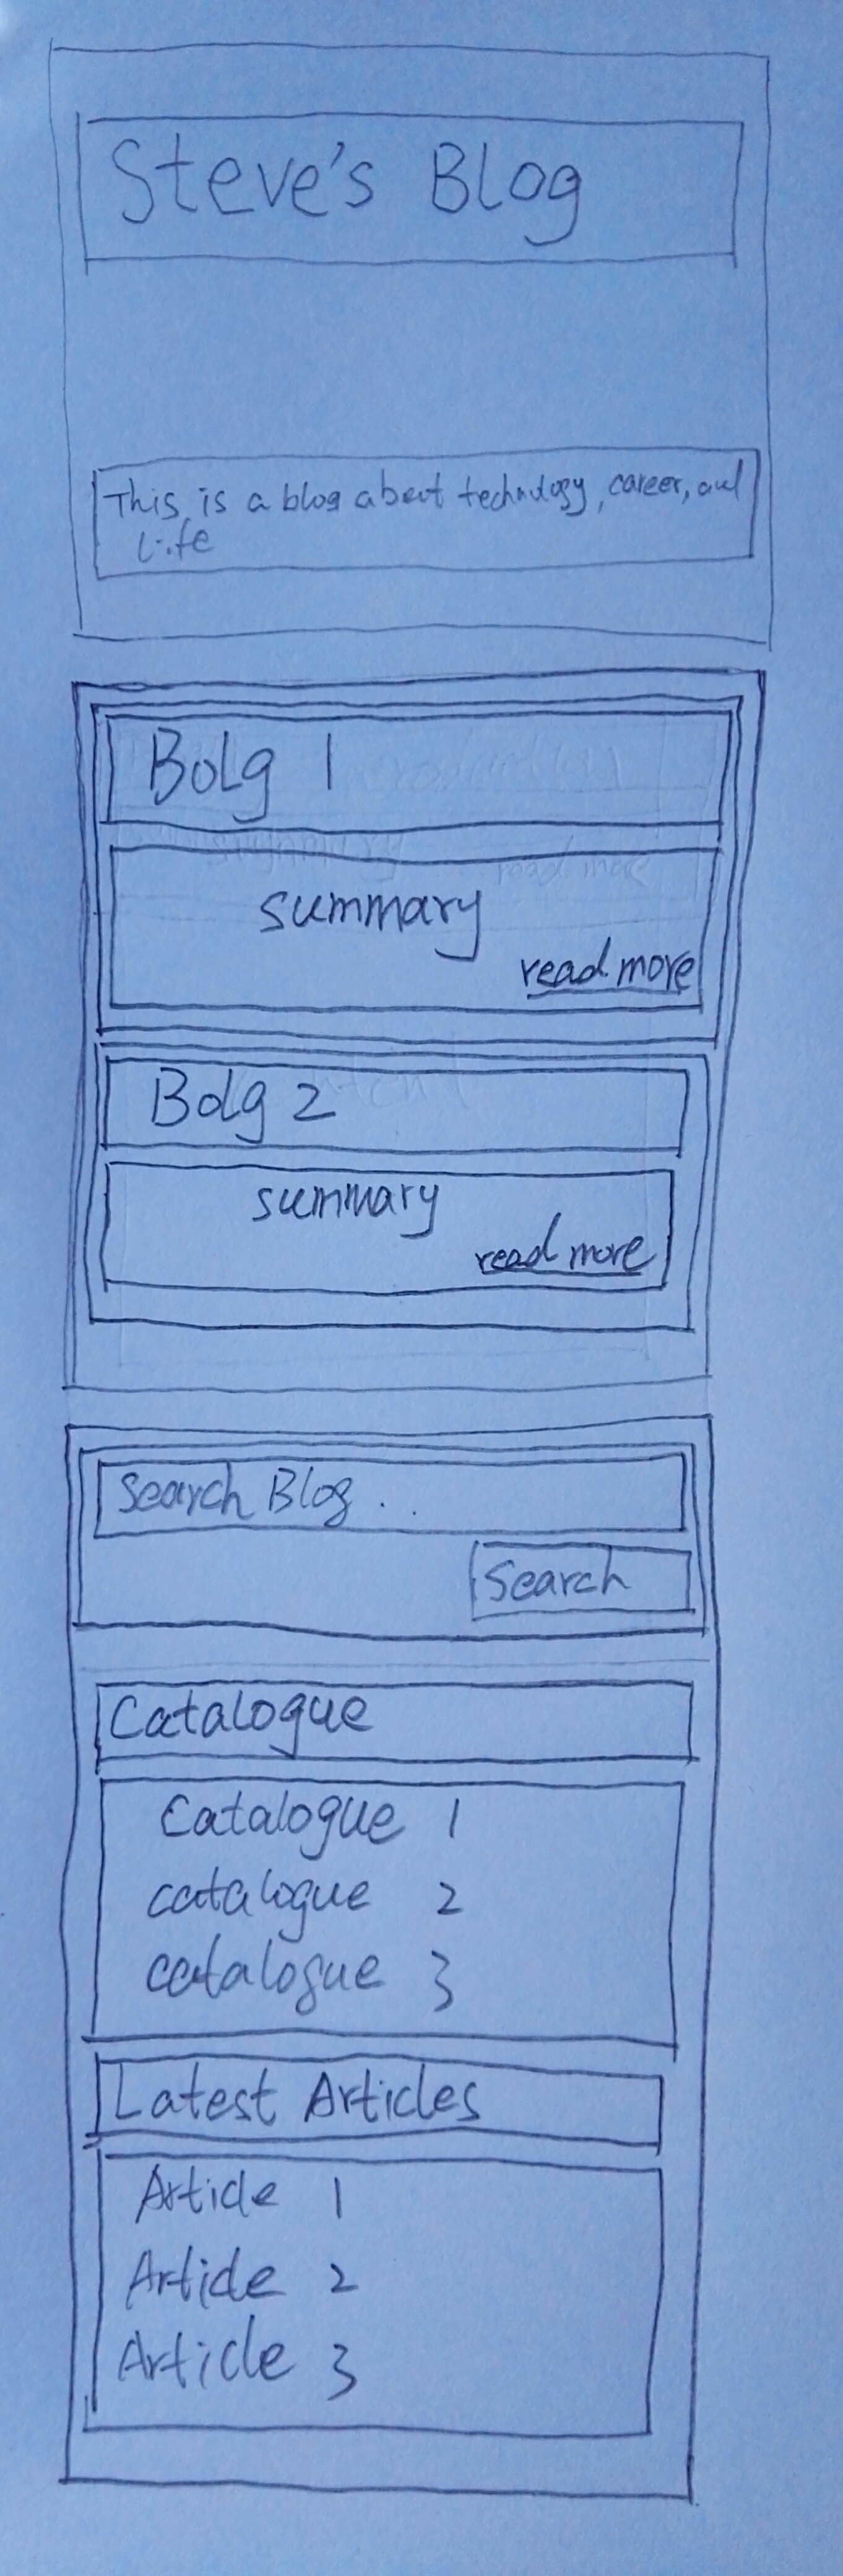 Steve's Blog
This is a blog about technology, career, and
Life
Bolg 1
summary
read more
Bolg 2
summary
read more
Search Blog . .
Search
Catalogue
Catalogue 1
catalogue 2
catalogue 3
Latest Articles
Article 1
Article 2
Article 3